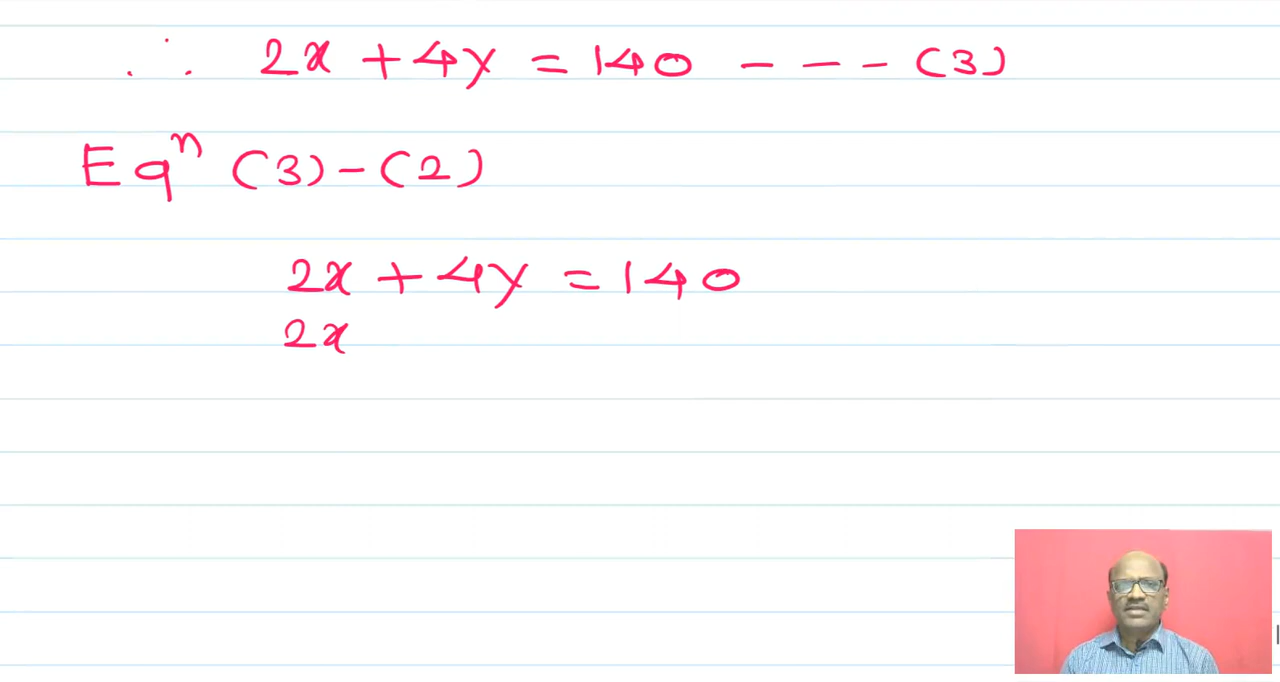 ∴ 2x + 4y = 140 - - - (3)
Eqⁿ (3) - (2)
2x + 4y = 140
2x